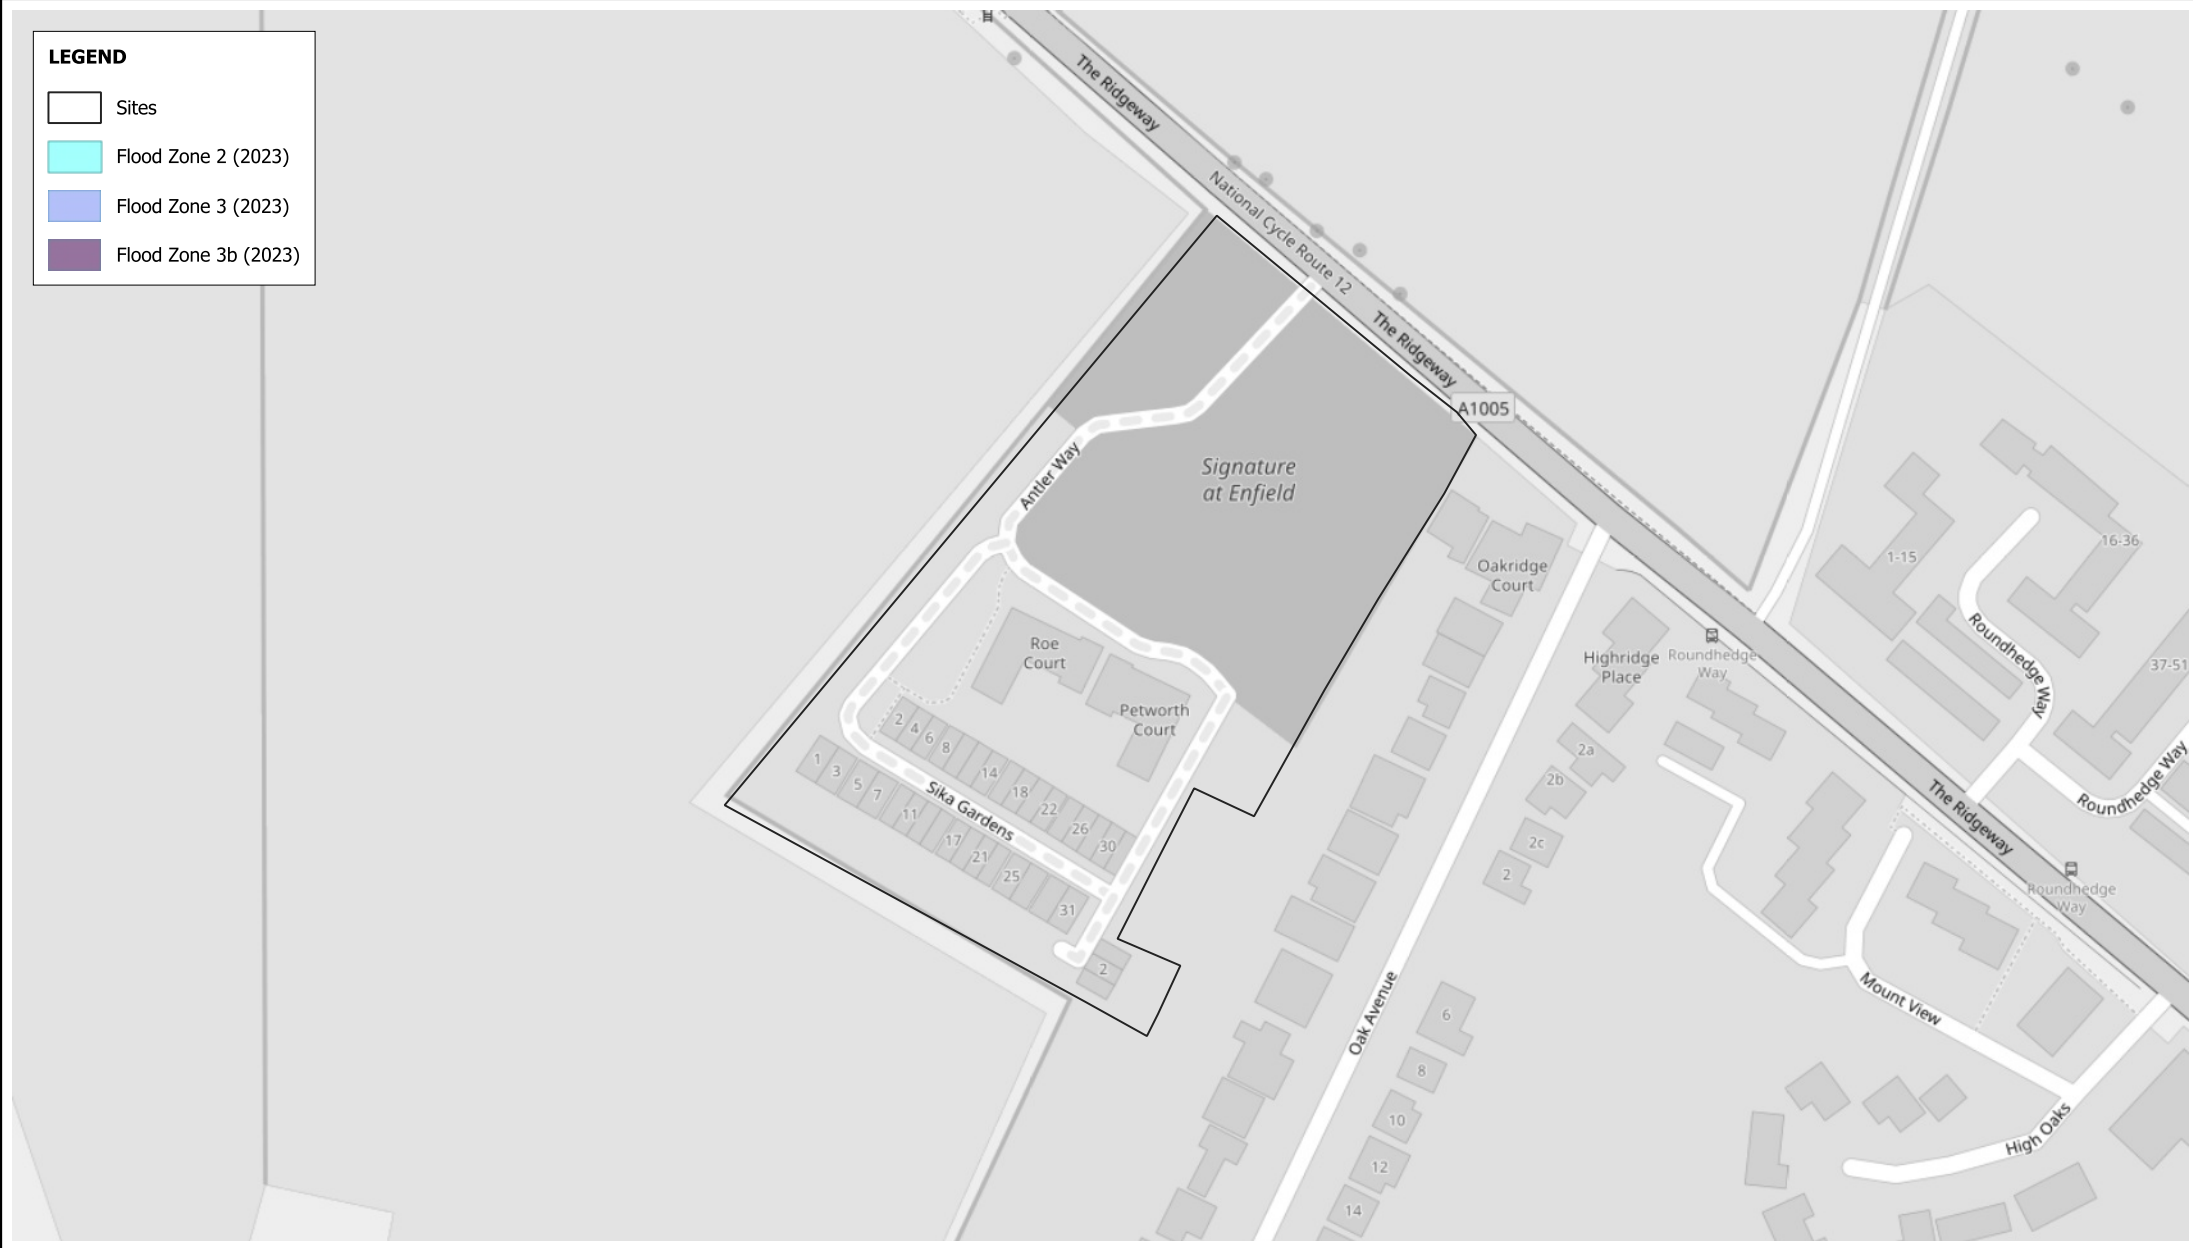 LEGEND
Sites
Flood Zone 2 (2023)
Flood Zone 3 (2023)
Flood Zone 3b (2023)
The Ridgeway
National Cycle Route 12
The Ridgeway
A1005
Signature
at Enfield
Antler Way
Oakridge
Court
Roe
Court
Petworth
Court
Highridge
Place
Roundhedge
Way
1-15
16-36
37-51
Roundhedge Way
Roundhedge Way
2
4
6
8
14
18
22
26
30
1
3
5
7
11
17
21
25
31
Sika Gardens
2
2a
2b
2c
2
The Ridgeway
Roundhedge
Way
Oak Avenue
Mount View
High Oaks
6
8
10
12
14